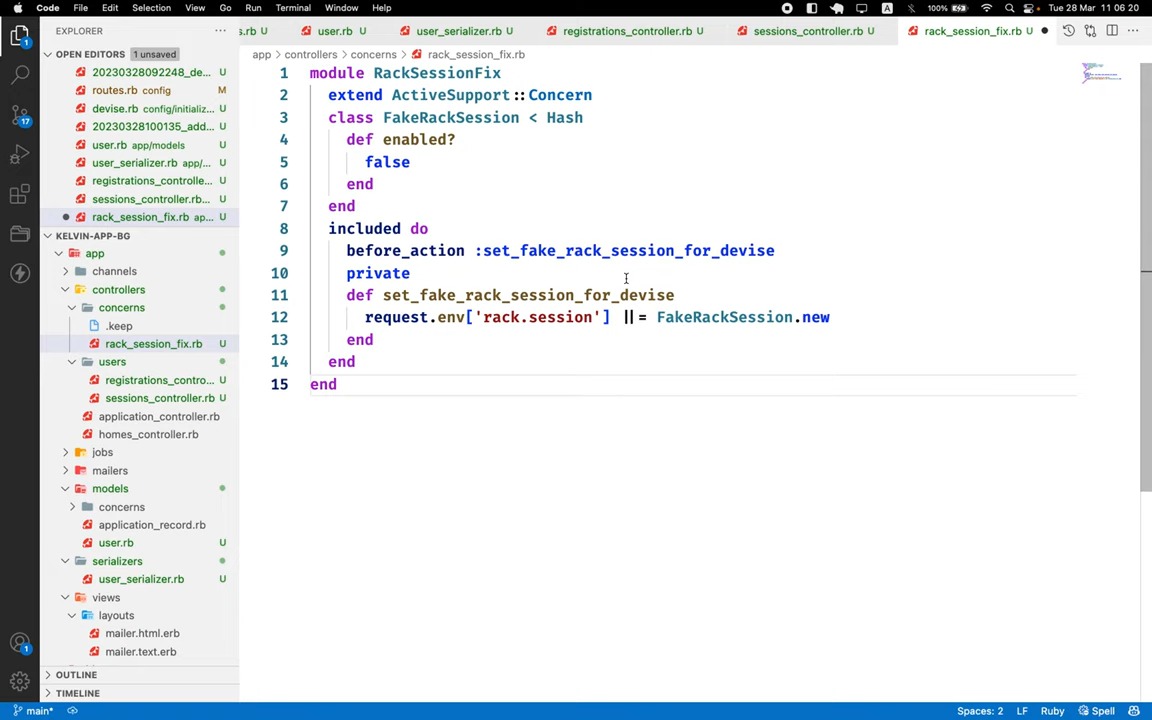 Code File Edit Selection View Go Run Terminal Window Help
A 100% Tue 28 Mar 11 06 20
EXPLORER
s.rb U user.rb U user_serializer.rb U registrations_controller.rb U sessions_controller.rb U rack_session_fix.rb U
OPEN EDITORS 1 unsaved
app controllers concerns rack_session_fix.rb
20230328092248_de... U
routes.rb config M
devise.rb config/initializ... U
20230328100135_add... U
user.rb app/models U
user_serializer.rb app/... U
registrations_controlle... U
sessions_controller.rb... U
rack_session_fix.rb ap... U
KELVIN-APP-BG
app
channels
controllers
concerns
.keep
rack_session_fix.rb U
users
registrations_contro... U
sessions_controller.rb U
application_controller.rb
homes_controller.rb
jobs
mailers
models
concerns
application_record.rb
user.rb U
serializers
user_serializer.rb U
views
layouts
mailer.html.erb
mailer.text.erb
OUTLINE
TIMELINE
1 module RackSessionFix
2 extend ActiveSupport::Concern
3 class FakeRackSession < Hash
4 def enabled?
5 false
6 end
7 end
8 included do
9 before_action :set_fake_rack_session_for_devise
10 private
11 def set_fake_rack_session_for_devise
12 request.env['rack.session'] ||= FakeRackSession.new
13 end
14 end
15 end
1
17
1
main* Spaces: 2 LF Ruby Spell